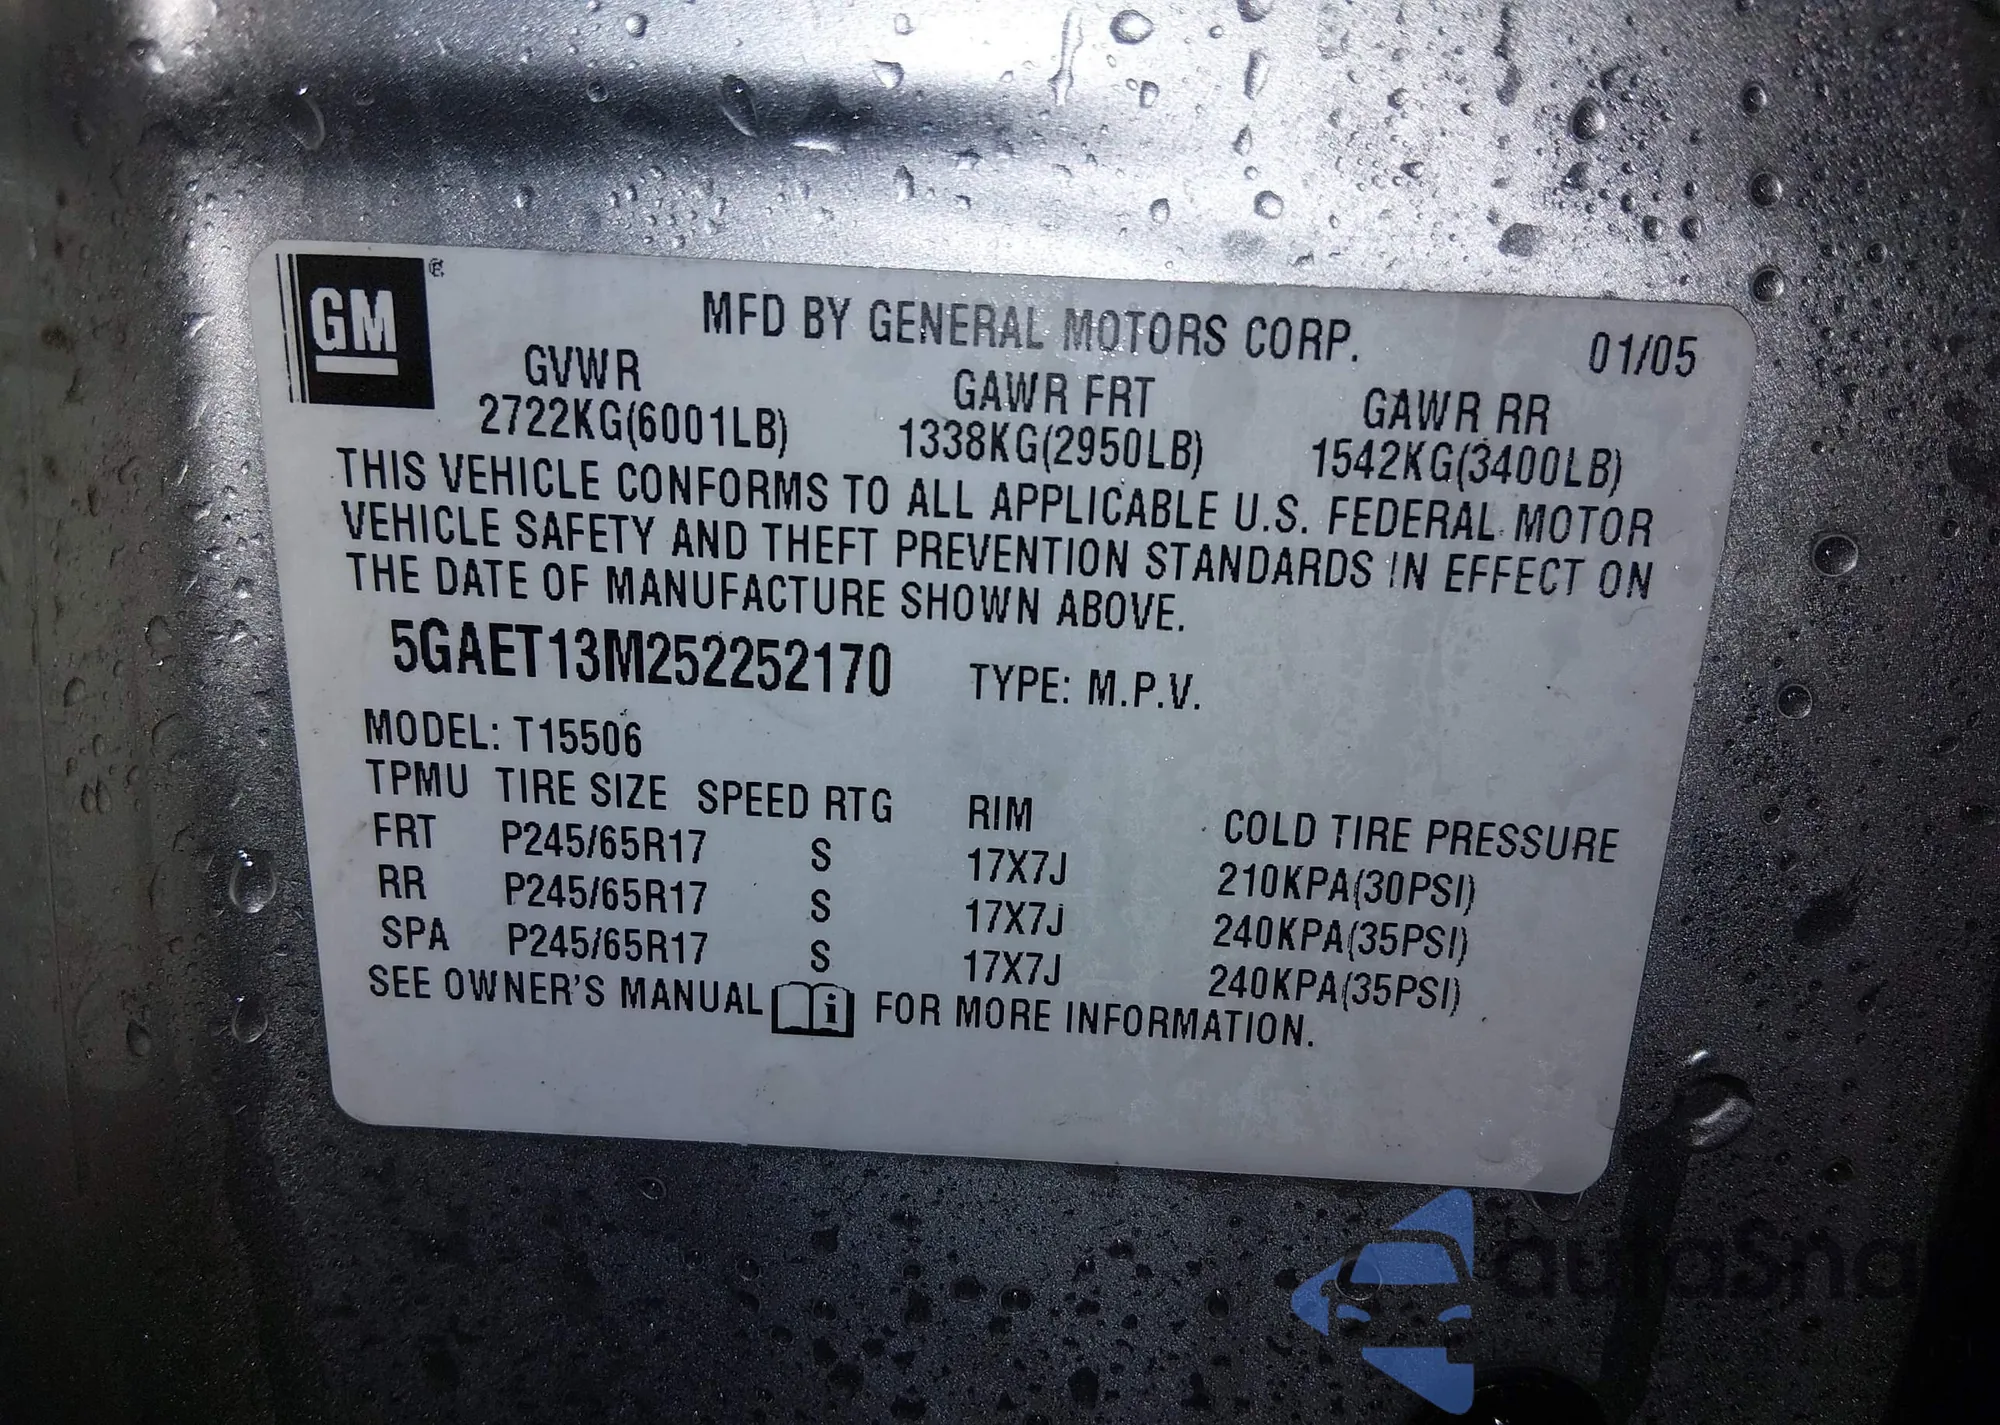 GM
MFD BY GENERAL MOTORS CORP. 01/05
GVWR GAWR FRT GAWR RR
2722KG(6001LB) 1338KG(2950LB) 1542KG(3400LB)
THIS VEHICLE CONFORMS TO ALL APPLICABLE U.S. FEDERAL MOTOR
VEHICLE SAFETY AND THEFT PREVENTION STANDARDS IN EFFECT ON
THE DATE OF MANUFACTURE SHOWN ABOVE.
5GAET13M252252170 TYPE: M.P.V.
MODEL: T15506
TPMU TIRE SIZE SPEED RTG RIM COLD TIRE PRESSURE
FRT P245/65R17 S 17X7J 210KPA(30PSI)
RR P245/65R17 S 17X7J 240KPA(35PSI)
SPA P245/65R17 S 17X7J 240KPA(35PSI)
SEE OWNER'S MANUAL i FOR MORE INFORMATION.
autoSna